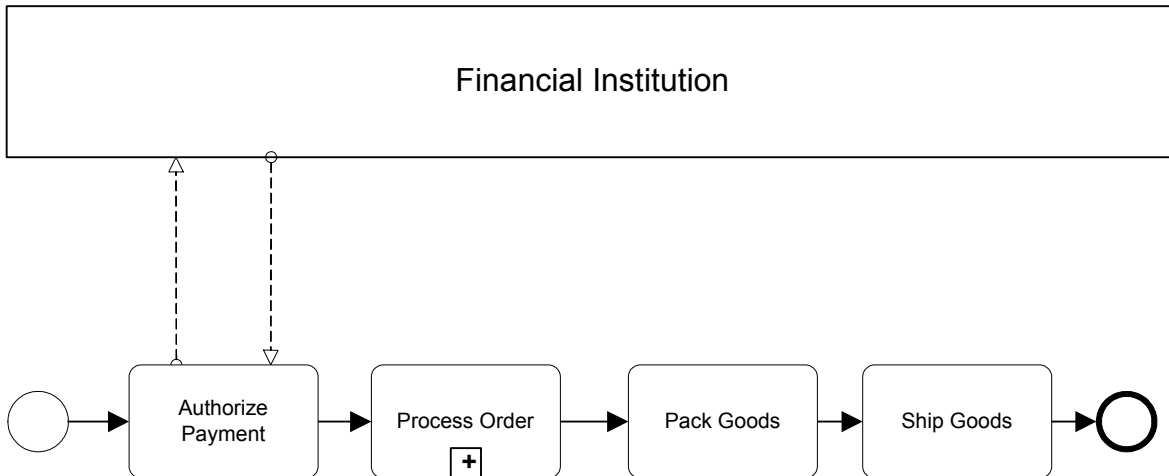 Financial Institution
Authorize
Payment
Process Order
Pack Goods
Ship Goods
+